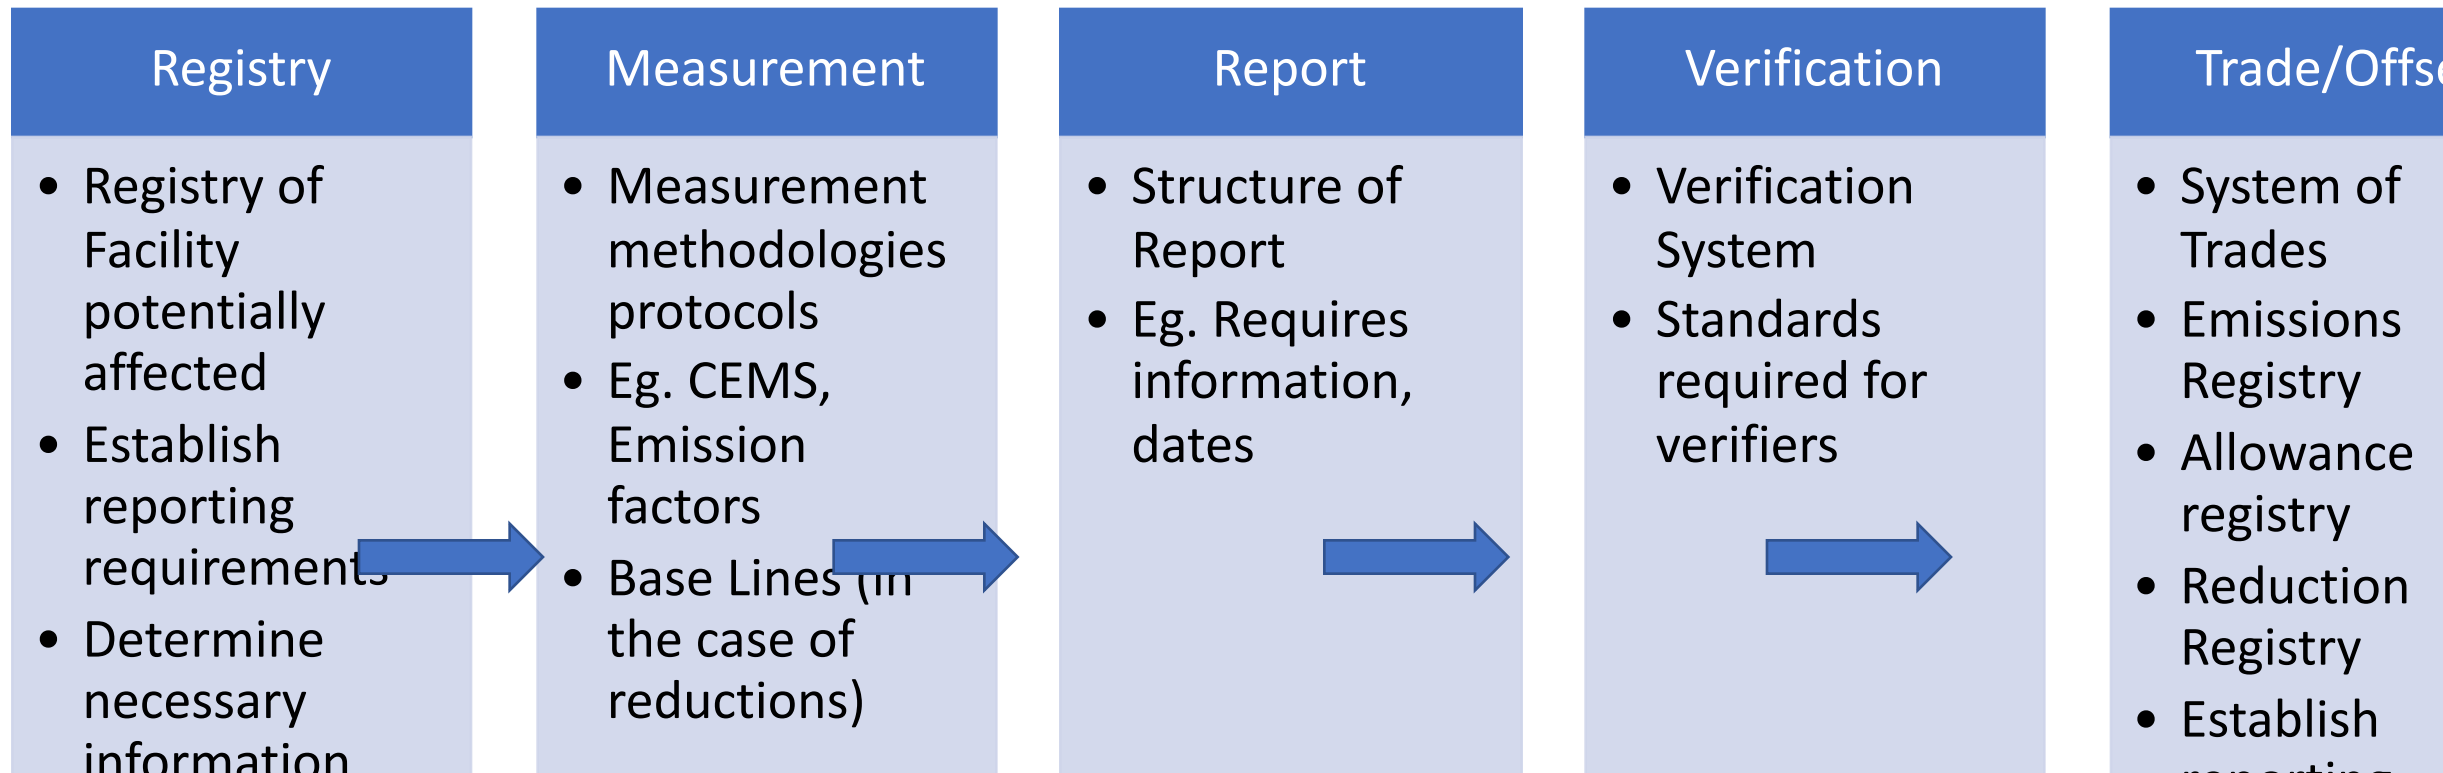 Registry
• Registry of
Facility
potentially
affected
• Establish
reporting
requirements
• Determine
necessary
information
Measurement
• Measurement
methodologies
protocols
• Eg. CEMS,
Emission
factors
• Base Lines (in
the case of
reductions)
Report
• Structure of
Report
• Eg. Requires
information,
dates
Verification
• Verification
System
• Standards
required for
verifiers
Trade/Offse
• System of
Trades
• Emissions
Registry
• Allowance
registry
• Reduction
Registry
• Establish
reporting